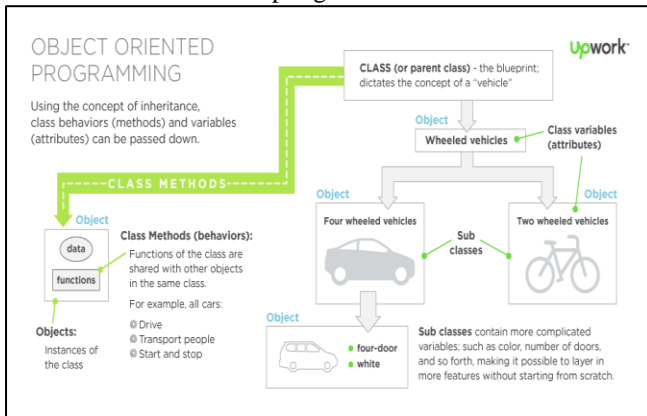 OBJECT ORIENTED
PROGRAMMING
Using the concept of inheritance,
class behaviors (methods) and variables
(attributes) can be passed down.
CLASS (or parent class) - the blueprint;
dictates the concept of a “vehicle”
Upwork™
Object
Wheeled vehicles
Class variables
(attributes)
CLASS METHODS
Object
data
functions
Objects:
Instances of
the class
Class Methods (behaviors):
Functions of the class are
shared with other objects
in the same class.
For example, all cars:
Drive
Transport people
Start and stop
Object
Four wheeled vehicles
Sub
classes
Object
Two wheeled vehicles
Object
four-door
white
Sub classes contain more complicated
variables; such as color, number of doors,
and so forth, making it possible to layer in
more features without starting from scratch.